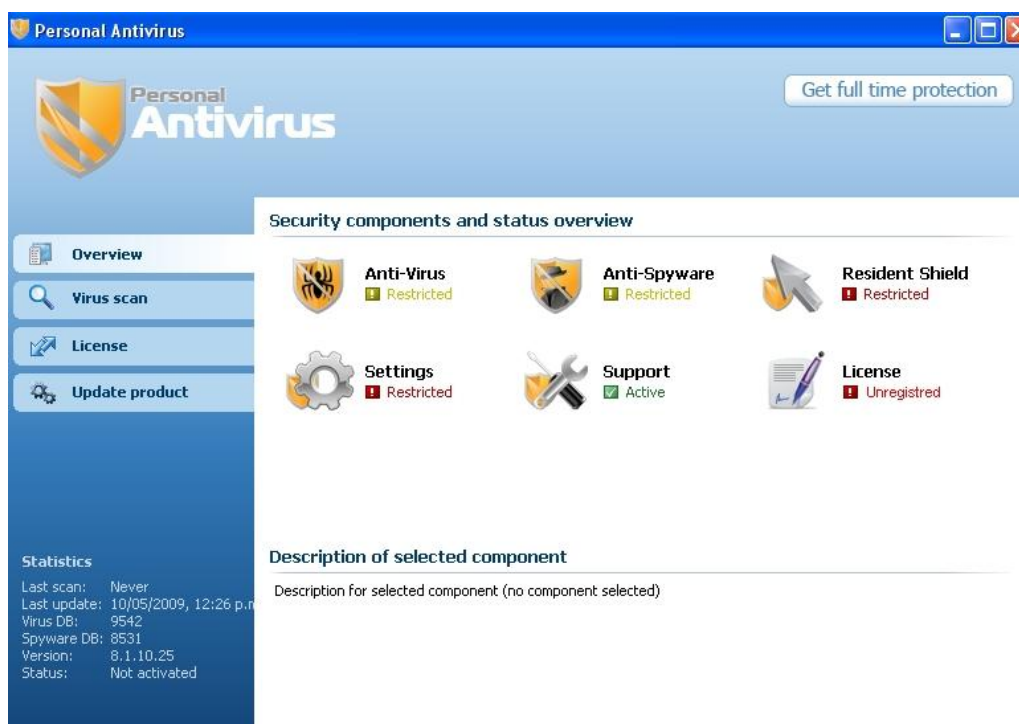 Personal Antivirus
Personal
Antivirus
Get full time protection
Overview
Virus scan
License
Update product
Security components and status overview
Anti-Virus
Restricted
Anti-Spyware
Restricted
Resident Shield
Restricted
Settings
Restricted
Support
Active
License
Unregistred
Description of selected component
Description for selected component (no component selected)
Statistics
Last scan: Never
Last update: 10/05/2009, 12:26 p.m
Virus DB: 9542
Spyware DB: 8531
Version: 8.1.10.25
Status: Not activated